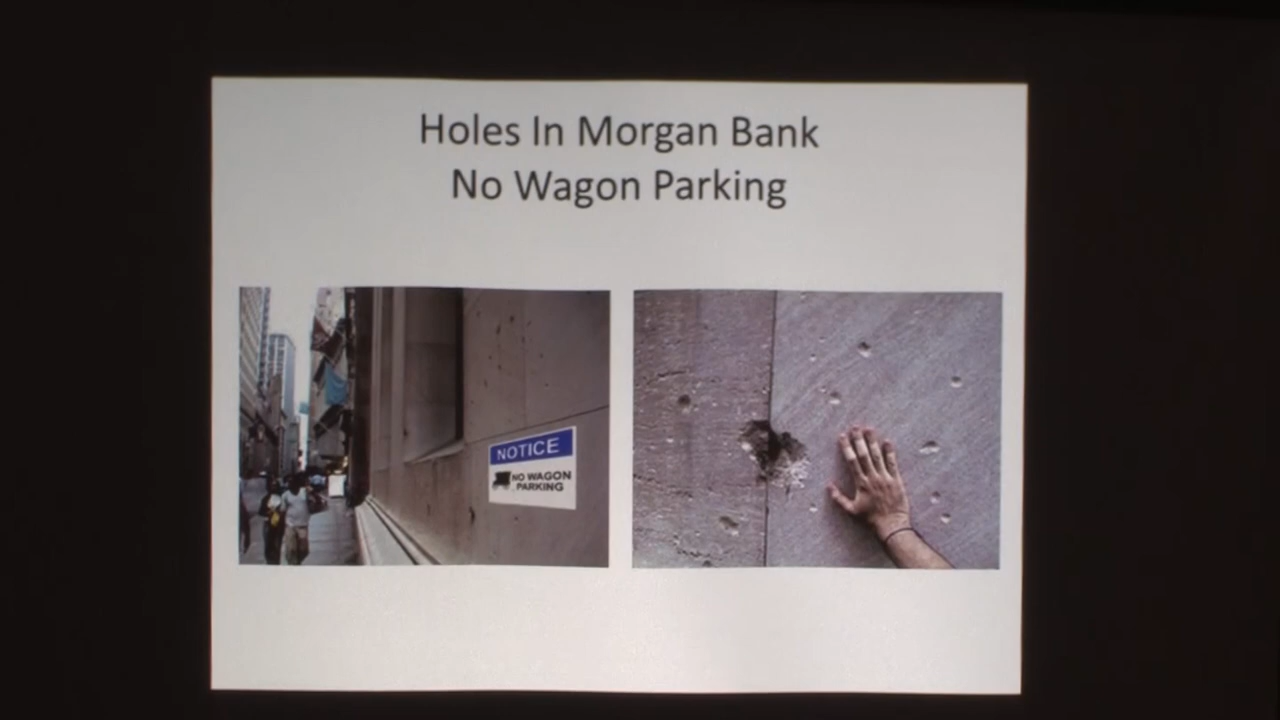 Holes In Morgan Bank
No Wagon Parking
NOTICE
NO WAGON
PARKING